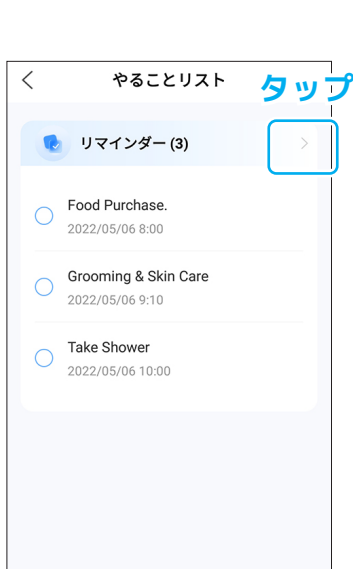 やることリスト
タップ
リマインダー (3)
Food Purchase.
2022/05/06 8:00
Grooming & Skin Care
2022/05/06 9:10
Take Shower
2022/05/06 10:00